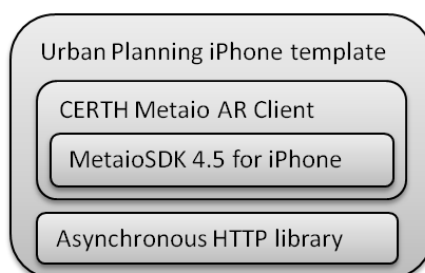 Urban Planning iPhone template
CERTH Metaio AR Client
MetaioSDK 4.5 for iPhone
Asynchronous HTTP library